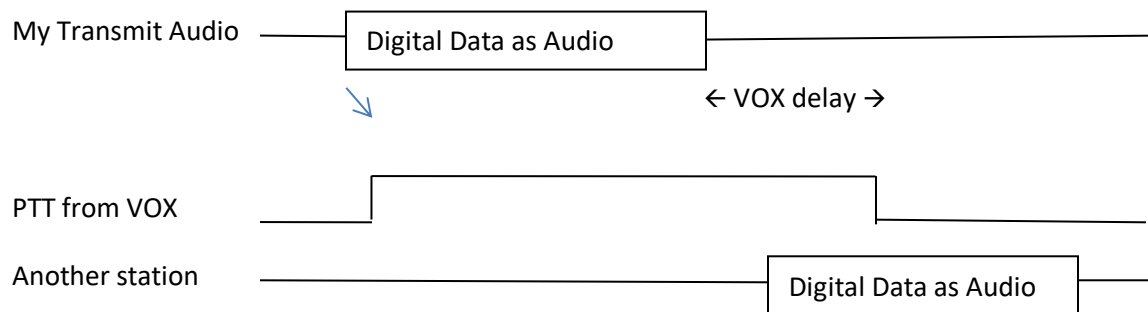 My Transmit Audio
Digital Data as Audio
← VOX delay →
PTT from VOX
Another station
Digital Data as Audio